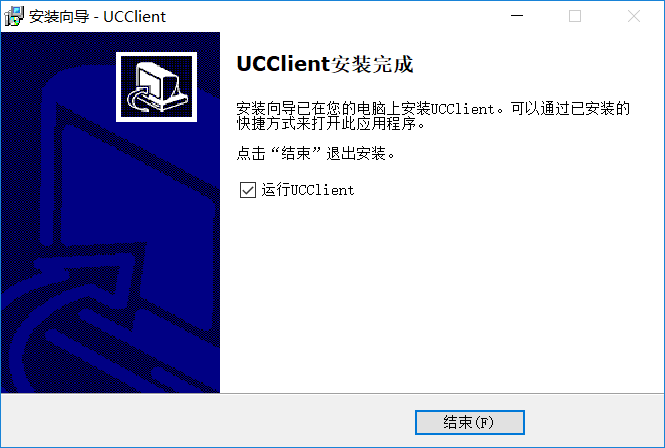 安装向导 - UCClient
UCClient安装完成
安装向导已在您的电脑上安装UCClient。可以通过已安装的
快捷方式来打开此应用程序。
点击“结束”退出安装。
运行UCClient
结束(F)